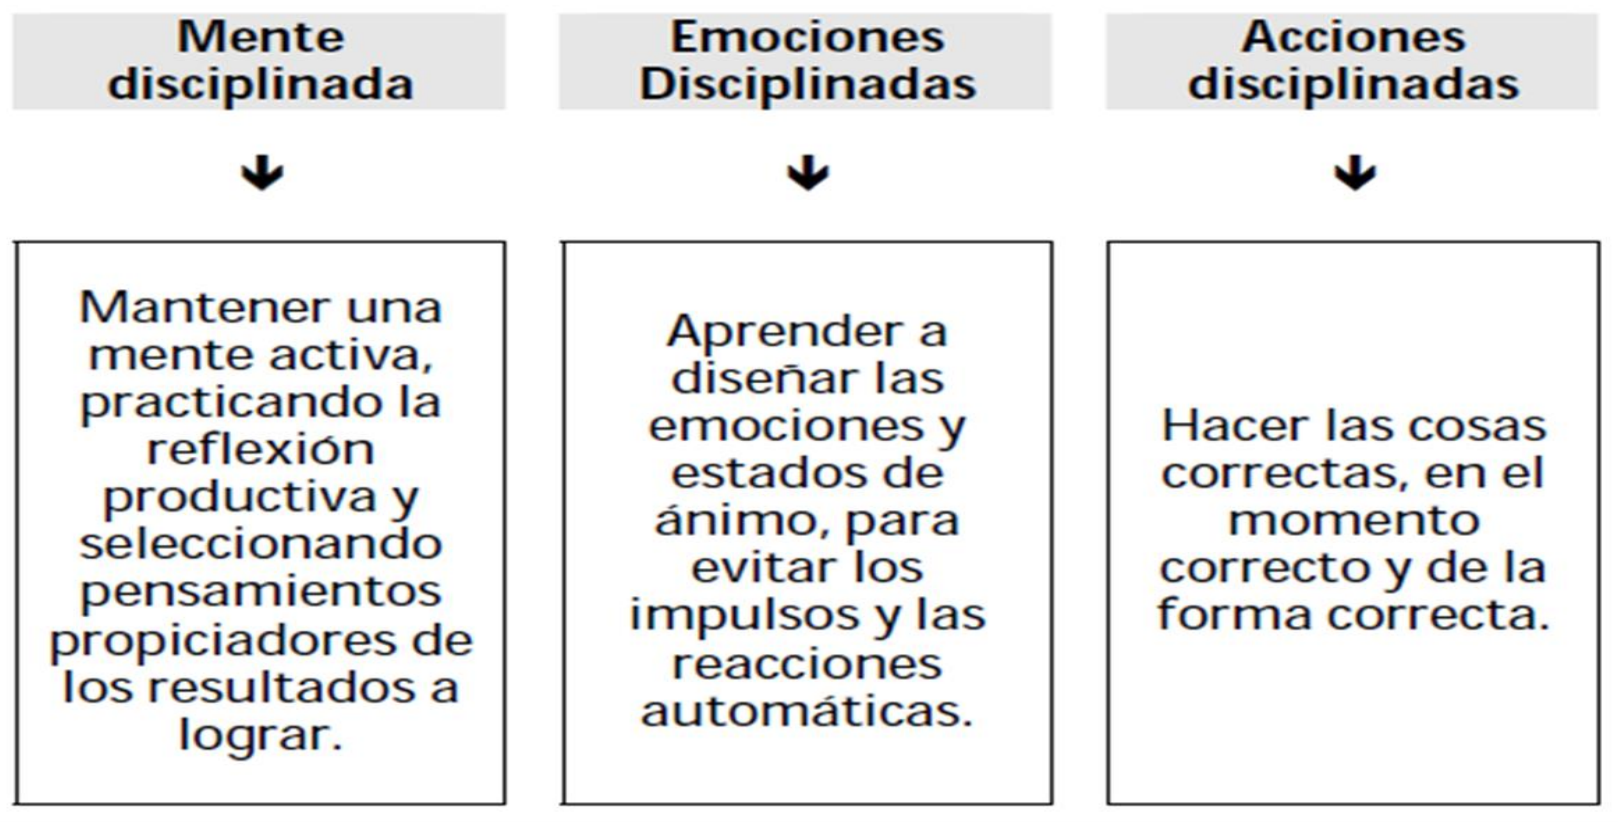 Mente
disciplinada
Mantener una
mente activa,
practicando la
reflexión
productiva y
seleccionando
pensamientos
propiciadores de
los resultados a
lograr.
Emociones
Disciplinadas
Aprender a
diseñar las
emociones y
estados de
ánimo, para
evitar los
impulsos y las
reacciones
automáticas.
Acciones
disciplinadas
Hacer las cosas
correctas, en el
momento
correcto y de la
forma correcta.